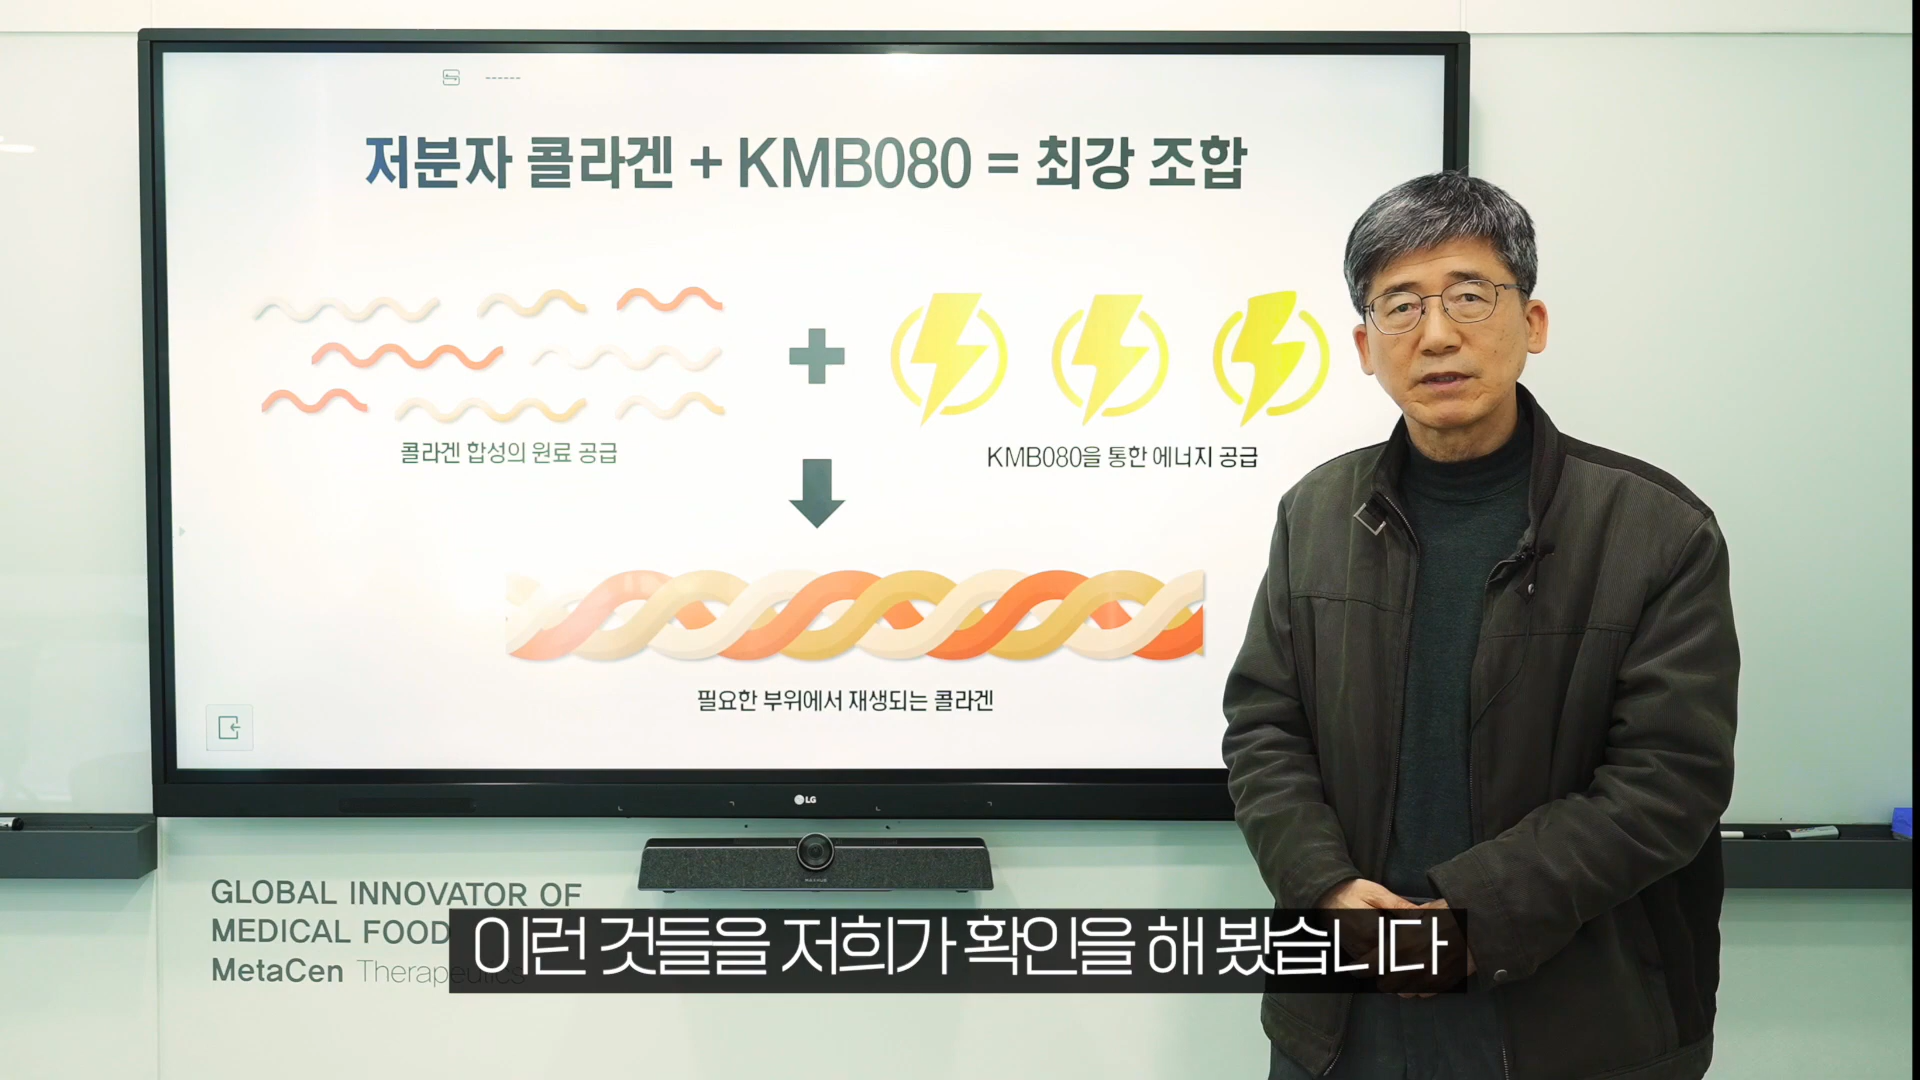 저분자 콜라겐 + KMB080 = 최강 조합
콜라겐 합성의 원료 공급
KMB080을 통한 에너지 공급
필요한 부위에서 재생되는 콜라겐
LG
GLOBAL INNOVATOR OF
MEDICAL FOOD
MetaCen Therapeutics
이런 것들을 저희가 확인을 해 봤습니다